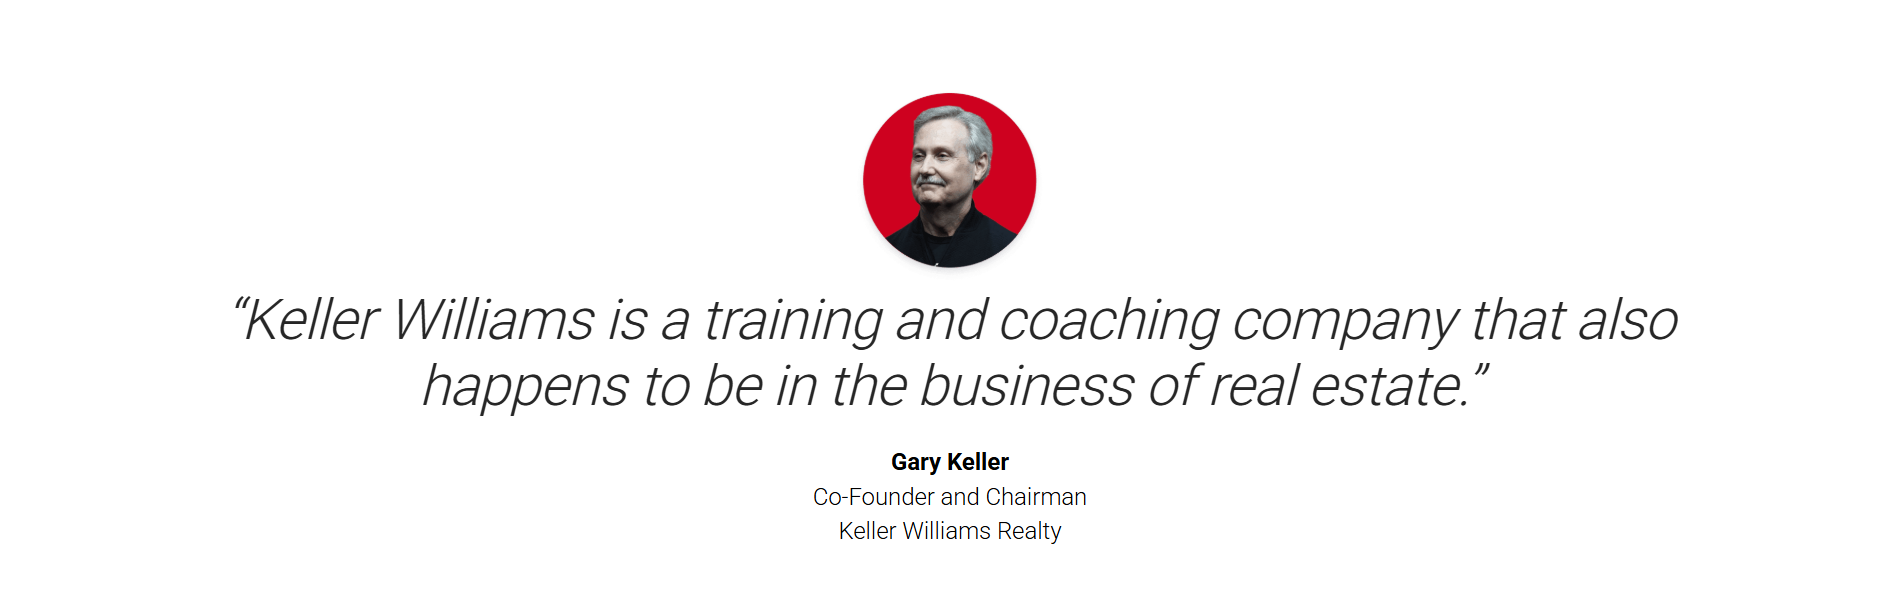 “Keller Williams is a training and coaching company that also
happens to be in the business of real estate.”
Gary Keller
Co-Founder and Chairman
Keller Williams Realty